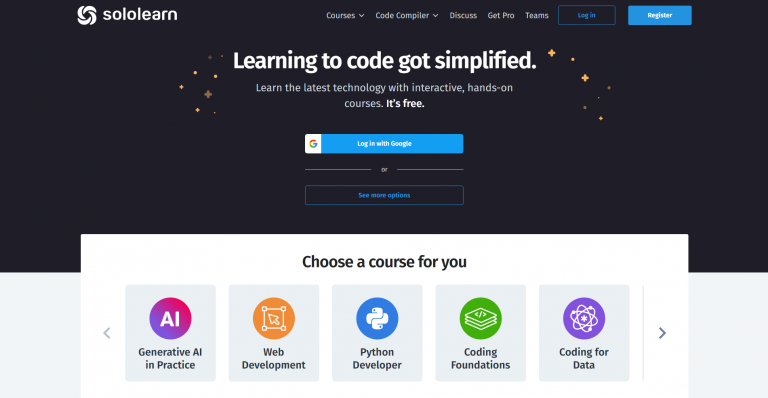 sololearn
Courses
Code Compiler
Discuss
Get Pro
Teams
Log in
Register
Learning to code got simplified.
Learn the latest technology with interactive, hands-on
courses. It's free.
G
Log in with Google
or
See more options
Choose a course for you
AI
Generative AI
in Practice
Web
Development
Python
Developer
</>
Coding
Foundations
Coding for
Data